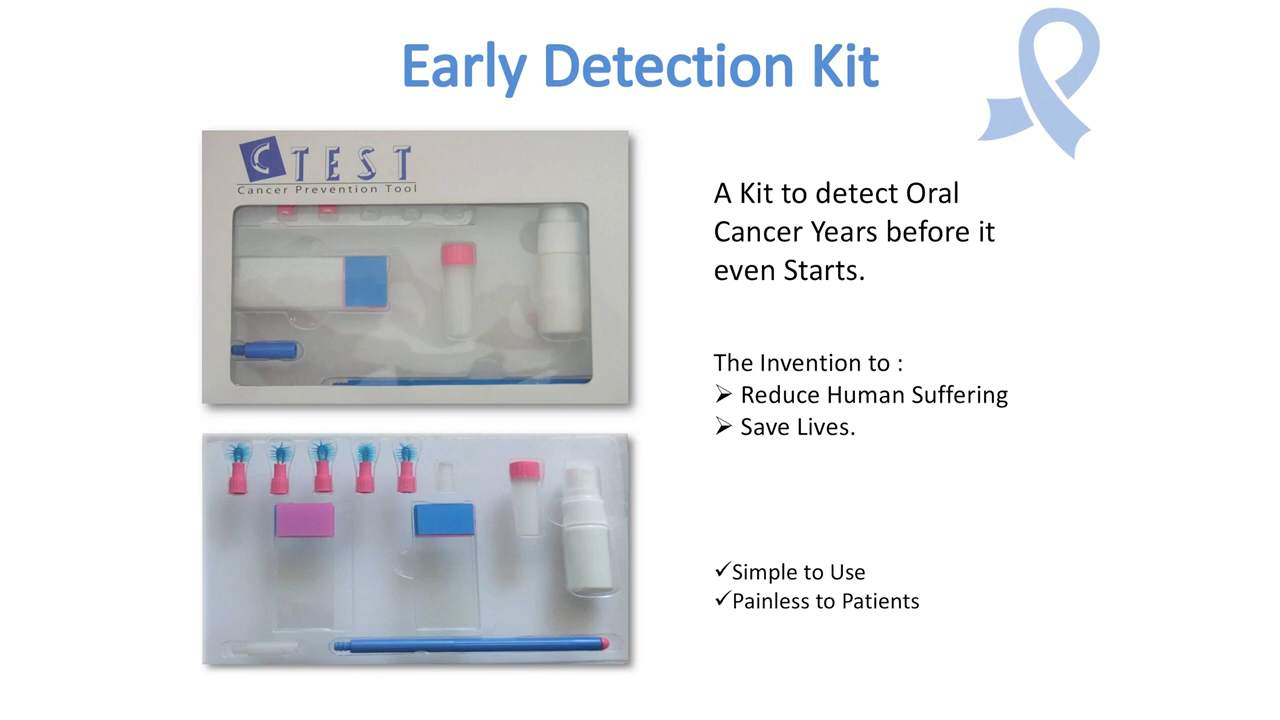 Early Detection Kit
C TEST
Cancer Prevention Tool
A Kit to detect Oral
Cancer Years before it
even Starts.
The Invention to :
➢ Reduce Human Suffering
➢ Save Lives.
✓Simple to Use
✓Painless to Patients